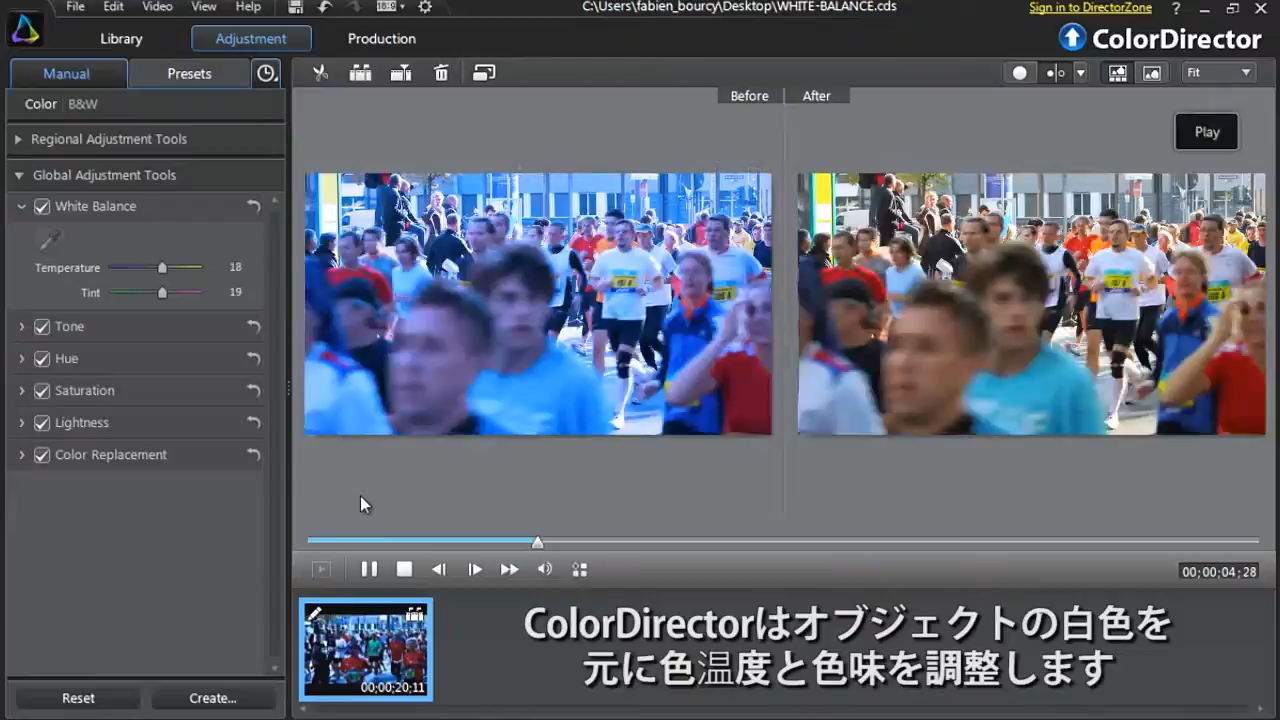 File Edit Video View Help
16:9
C:\Users\fabien_bourcy\Desktop\WHITE-BALANCE.cds
Sign in to DirectorZone
?
Library Adjustment Production
ColorDirector
Manual Presets
Fit
Color B&W
Before After
Regional Adjustment Tools
Play
Global Adjustment Tools
White Balance
Temperature 18
Tint 19
Tone
Hue
Saturation
Lightness
Color Replacement
00;00;04;28
00;00;20;11
ColorDirectorはオブジェクトの白色を
元に色温度と色味を調整します
Reset Create...